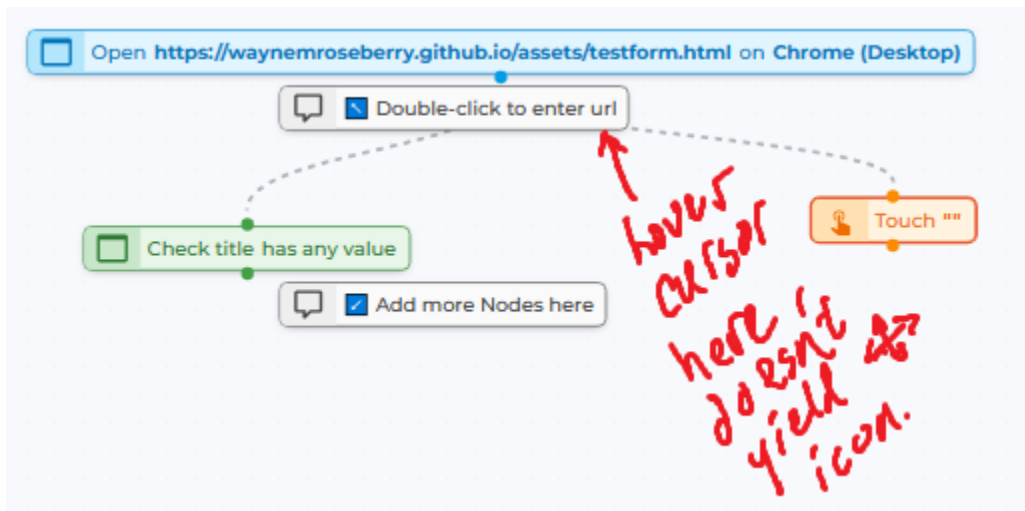 Open https://waynemroseberry.github.io/assets/testform.html on Chrome (Desktop)
Double-click to enter url
Check title has any value
Touch ""
Add more Nodes here
hover
cursor
here
doesn't
yield
icon.